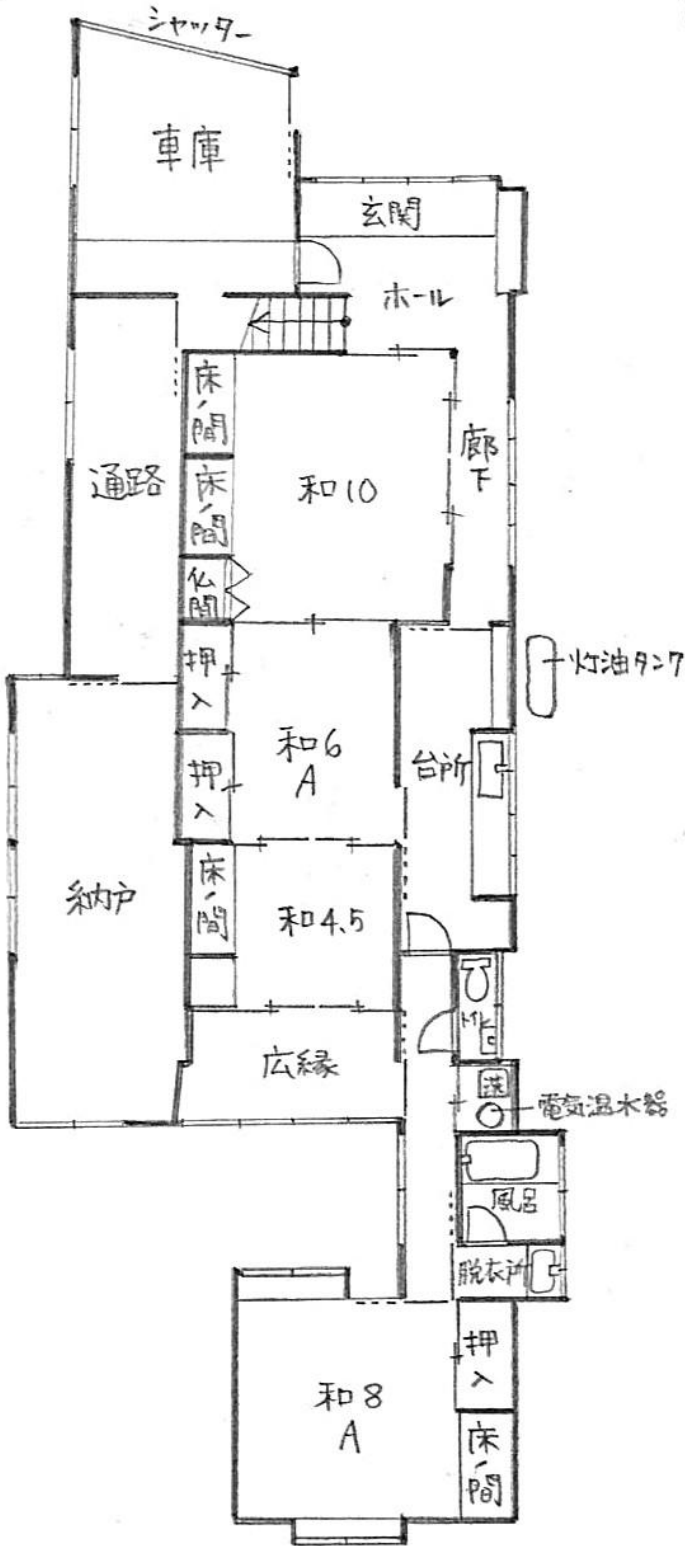 シャッター
車庫
玄関
ホール
床ノ間
廊下
通路
床ノ間
和10
仏間
押入
灯油タンク
和6
A
台所
押入
納戸
床ノ間
和4.5
トイレ
広縁
洗
電気温水器
風呂
脱衣所
押入
和8
A
床ノ間